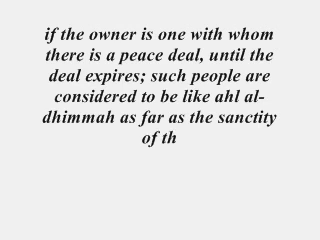 if the owner is one with whom
there is a peace deal, until the
deal expires; such people are
considered to be like ahl al-
dhimmah as far as the sanctity
of th